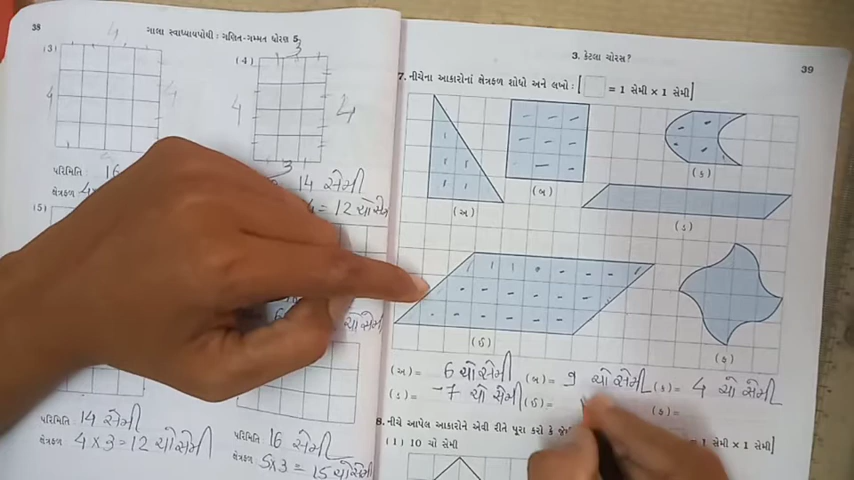 38
ગાલા સ્વાધ્યાયપોથી : ગણિત-ગમ્મત ધોરણ 5
(3)
4
4
4
(4)
3
4
4
3
પરિમિતિ : 16
ક્ષેત્રફળ :
14 સેમી
= 12 ચોસેમી
(5)
પરિમિતિ : 14 સેમી
ક્ષેત્રફળ : 4×3 = 12 ચોસેમી
પરિમિતિ : 16 સેમી
ક્ષેત્રફળ : 5×3 = 15 ચોસેમી
3. કેટલા ચોરસ?
39
7. નીચેના આકારોનાં ક્ષેત્રફળ શોધો અને લખો : [ = 1 સેમી × 1 સેમી]
(અ)
(બ)
(ક)
(ડ)
(ઈ)
(ફ)
(અ) = 6 ચોસેમી (બ) = 9 ચો સેમી (ક) = 4 ચો સેમી
(ડ) = 7 ચો સેમી (ઈ) = (ફ) =
8. નીચે આપેલ આકારોને એવી રીતે પૂરા કરો કે = 1 સેમી × 1 સેમી]
(1) 10 ચો સેમી